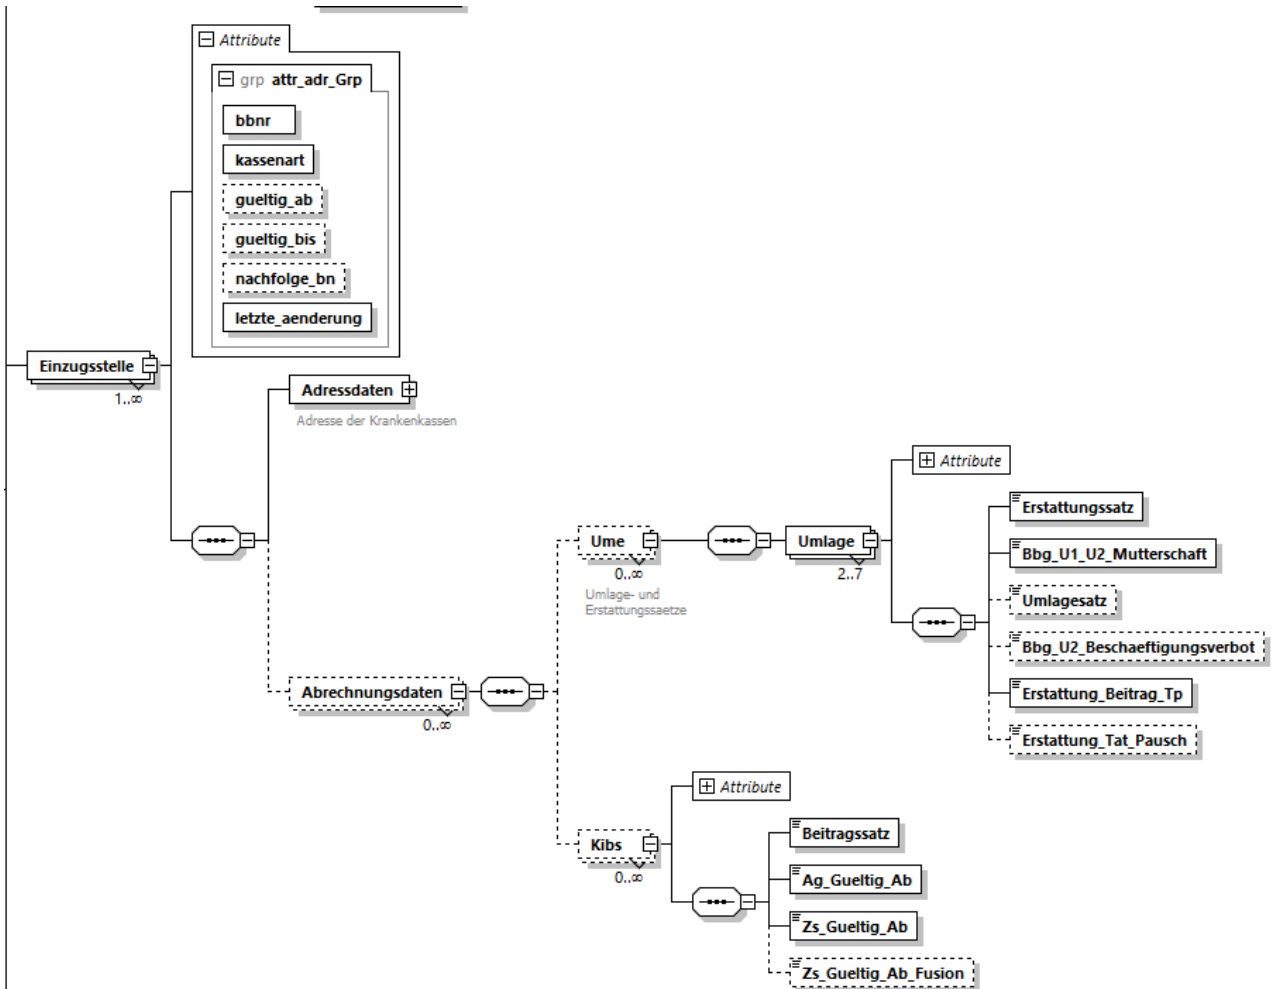 Attribute
grp attr_adr_Grp
bbnr
kassenart
gueltig_ab
gueltig_bis
nachfolge_bn
letzte_aenderung
Einzugsstelle
1..∞
Adressdaten
Adresse der Krankenkassen
Attribute
Erstattungssatz
Ume
0..∞
Umlage- und
Erstattungssaetze
Umlage
2..7
Bbg_U1_U2_Mutterschaft
Umlagesatz
Bbg_U2_Beschaeftigungsverbot
Erstattung_Beitrag_Tp
Erstattung_Tat_Pausch
Abrechnungsdaten
0..∞
Attribute
Kibs
0..∞
Beitragssatz
Ag_Gueltig_Ab
Zs_Gueltig_Ab
Zs_Gueltig_Ab_Fusion